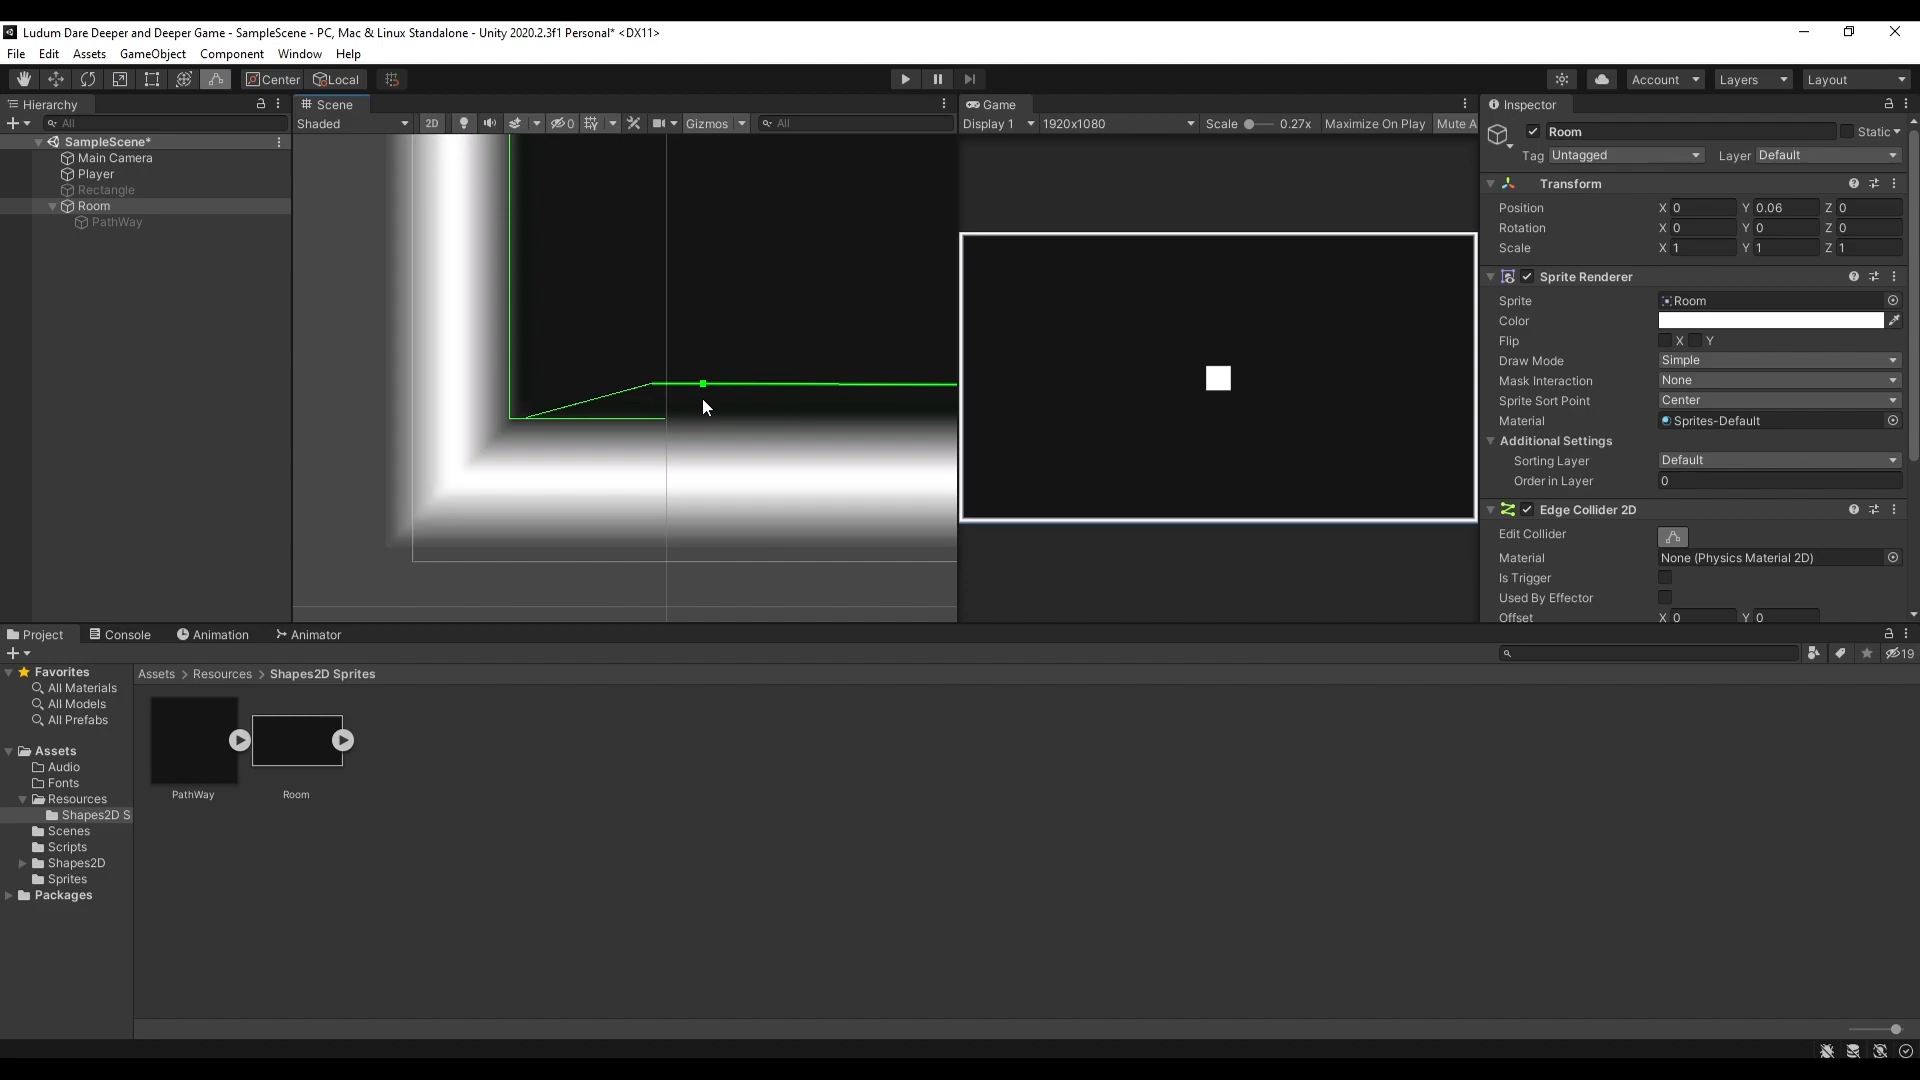 Ludum Dare Deeper and Deeper Game - SampleScene - PC, Mac & Linux Standalone - Unity 2020.2.3f1 Personal* <DX11>
File Edit Assets GameObject Component Window Help
Center Local Account Layers Layout
Hierarchy
All
SampleScene*
Main Camera
Player
Rectangle
Room
PathWay
Scene
Shaded 2D 0 Gizmos All
Game
Display 1 1920x1080 Scale 0.27x Maximize On Play Mute A
Inspector
Room Static
Tag Untagged Layer Default
Transform
Position X 0 Y 0.06 Z 0
Rotation X 0 Y 0 Z 0
Scale X 1 Y 1 Z 1
Sprite Renderer
Sprite Room
Color
Flip X Y
Draw Mode Simple
Mask Interaction None
Sprite Sort Point Center
Material Sprites-Default
Additional Settings
Sorting Layer Default
Order in Layer 0
Edge Collider 2D
Edit Collider
Material None (Physics Material 2D)
Is Trigger
Used By Effector
Offset X 0 Y 0
Project Console Animation Animator
19
Favorites
All Materials
All Models
All Prefabs
Assets
Audio
Fonts
Resources
Shapes2D S
Scenes
Scripts
Shapes2D
Sprites
Packages
Assets > Resources > Shapes2D Sprites
PathWay Room